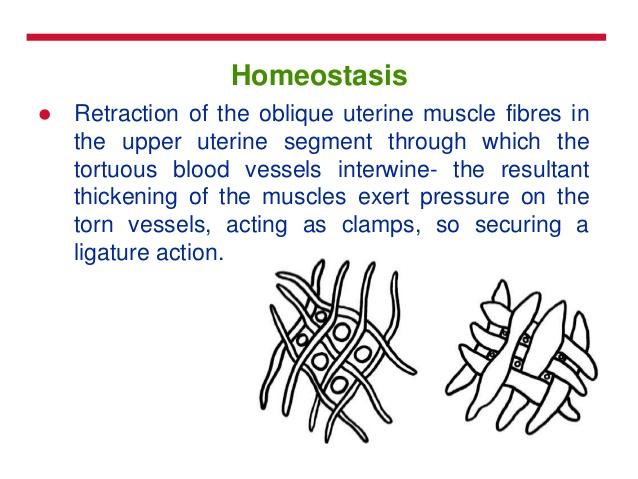 Homeostasis
Retraction of the oblique uterine muscle fibres in
the upper uterine segment through which the
tortuous blood vessels interwine- the resultant
thickening of the muscles exert pressure on the
torn vessels, acting as clamps, so securing a
ligature action.